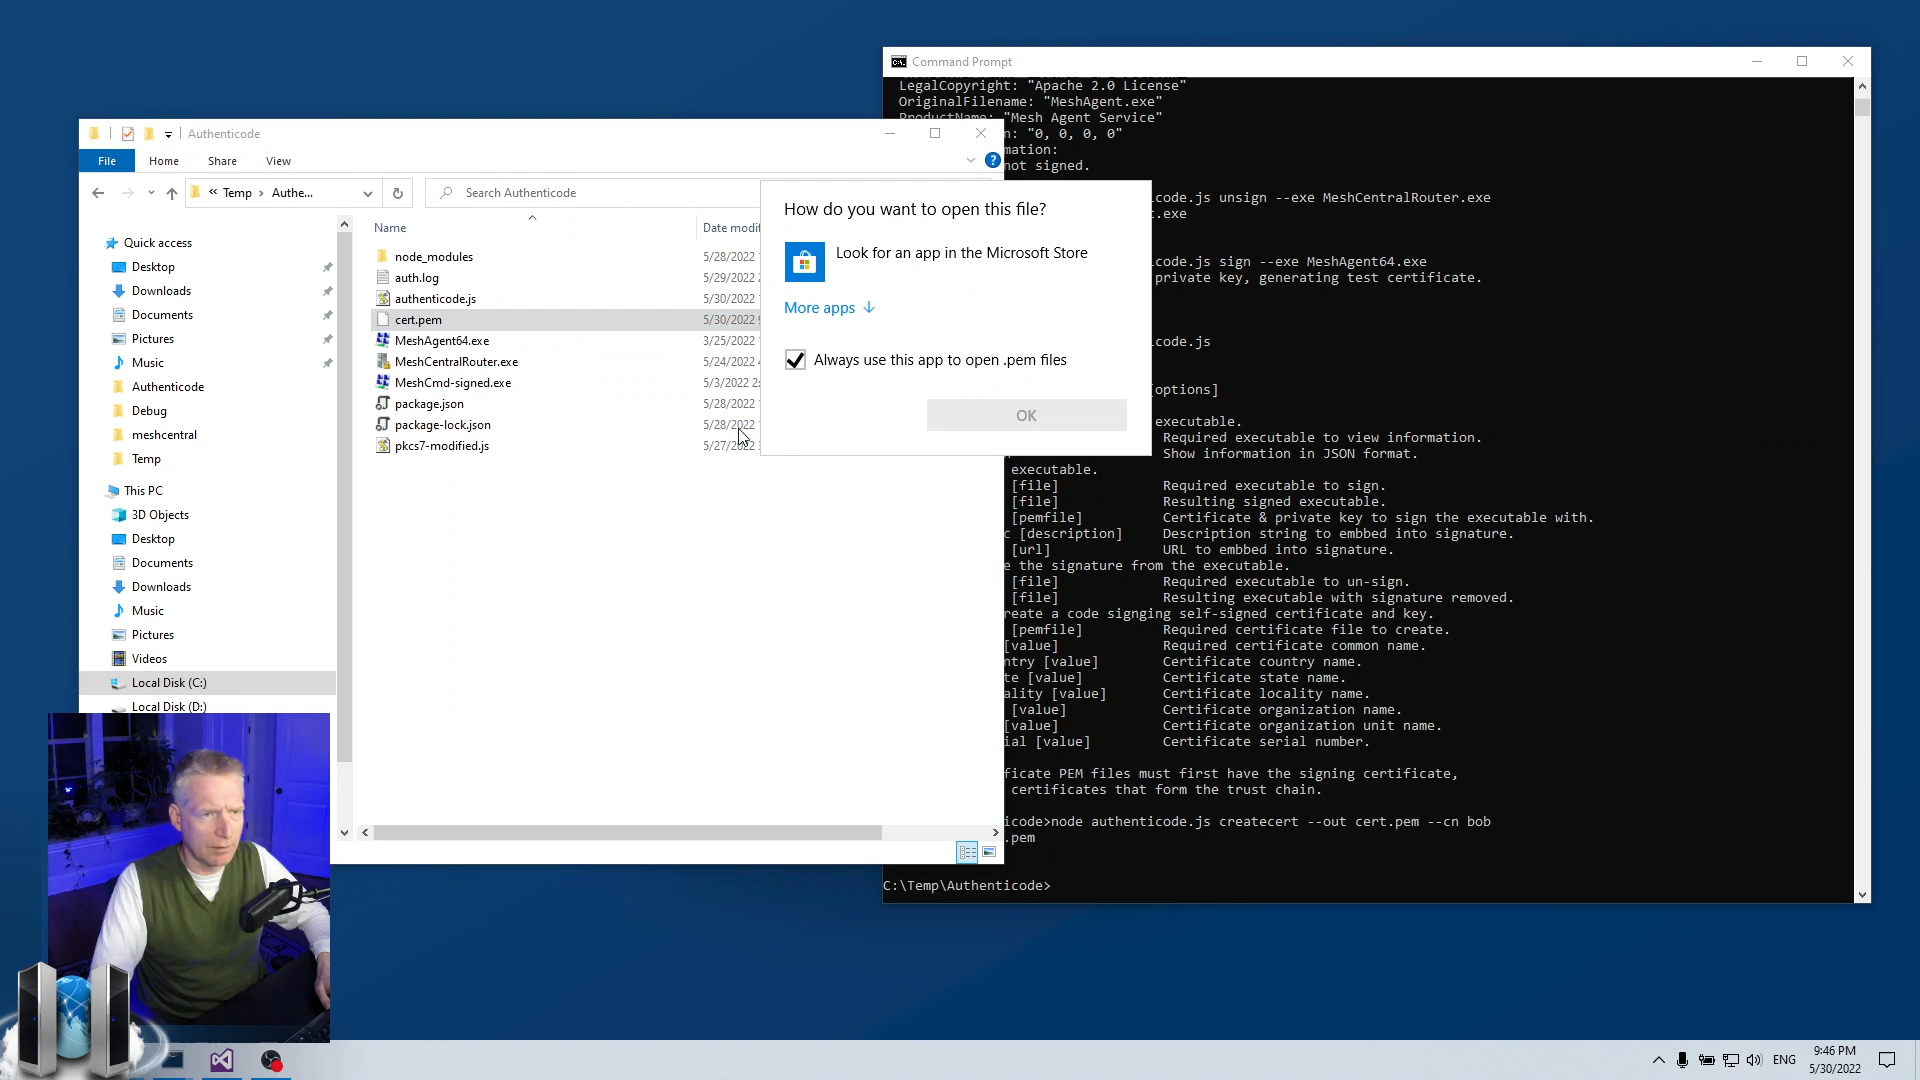 Command Prompt
LegalCopyright: "Apache 2.0 License"
OriginalFilename: "MeshAgent.exe"
ProductName: "Mesh Agent Service"
n: "0, 0, 0, 0"
mation:
not signed.
code.js unsign --exe MeshCentralRouter.exe
t.exe
code.js sign --exe MeshAgent64.exe
private key, generating test certificate.
code.js
[options]
executable.
Required executable to view information.
Show information in JSON format.
executable.
[file] Required executable to sign.
[file] Resulting signed executable.
[pemfile] Certificate & private key to sign the executable with.
c [description] Description string to embbed into signature.
[url] URL to embbed into signature.
e the signature from the executable.
[file] Required executable to un-sign.
[file] Resulting executable with signature removed.
reate a code signging self-signed certificate and key.
[pemfile] Required certificate file to create.
[value] Required certificate common name.
ntry [value] Certificate country name.
te [value] Certificate state name.
ality [value] Certificate locality name.
[value] Certificate organization name.
[value] Certificate organization unit name.
ial [value] Certificate serial number.
ficate PEM files must first have the signing certificate,
certificates that form the trust chain.
icode>node authenticode.js createcert --out cert.pem --cn bob
.pem
C:\Temp\Authenticode>
Authenticode
File Home Share View
« Temp › Authe...
Search Authenticode
Quick access
Desktop
Downloads
Documents
Pictures
Music
Authenticode
Debug
meshcentral
Temp
This PC
3D Objects
Desktop
Documents
Downloads
Music
Pictures
Videos
Local Disk (C:)
Local Disk (D:)
Name Date modif
node_modules 5/28/2022
auth.log 5/29/2022
authenticode.js 5/30/2022
cert.pem 5/30/2022
MeshAgent64.exe 3/25/2022
MeshCentralRouter.exe 5/24/2022
MeshCmd-signed.exe 5/3/2022 2:
package.json 5/28/2022
package-lock.json 5/28/2022
pkcs7-modified.js 5/27/2022
How do you want to open this file?
Look for an app in the Microsoft Store
More apps
Always use this app to open .pem files
OK
ENG
9:46 PM
5/30/2022